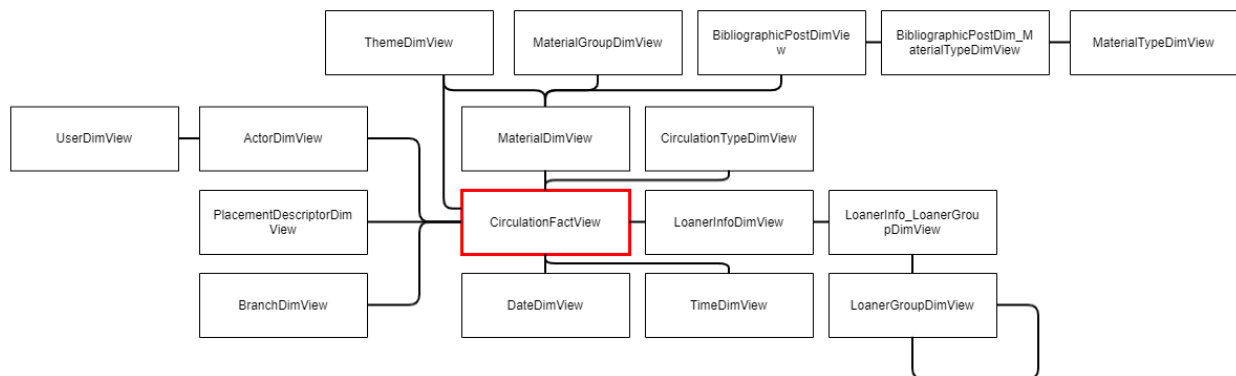 ThemeDimView
MaterialGroupDimView
BibliographicPostDimVie
w
BibliographicPostDim_M
aterialTypeDimView
MaterialTypeDimView
UserDimView
ActorDimView
MaterialDimView
CirculationTypeDimView
PlacementDescriptorDim
View
CirculationFactView
LoanerInfoDimView
LoanerInfo_LoanerGrou
pDimView
BranchDimView
DateDimView
TimeDimView
LoanerGroupDimView